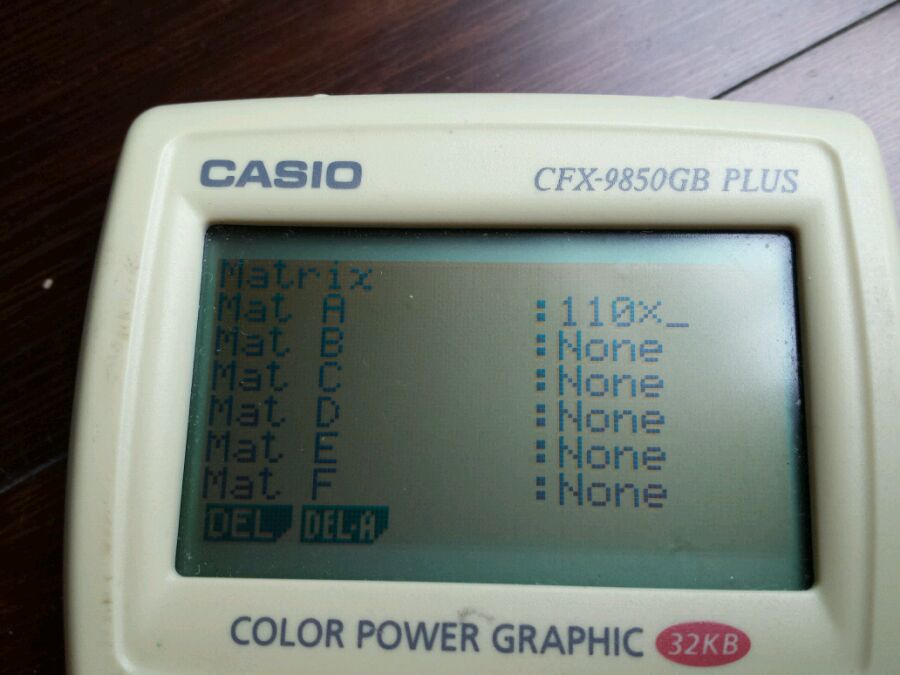 CASIO CFX-9850GB PLUS
Matrix
Mat A :110x_
Mat B :None
Mat C :None
Mat D :None
Mat E :None
Mat F :None
DEL DEL·A
COLOR POWER GRAPHIC 32KB